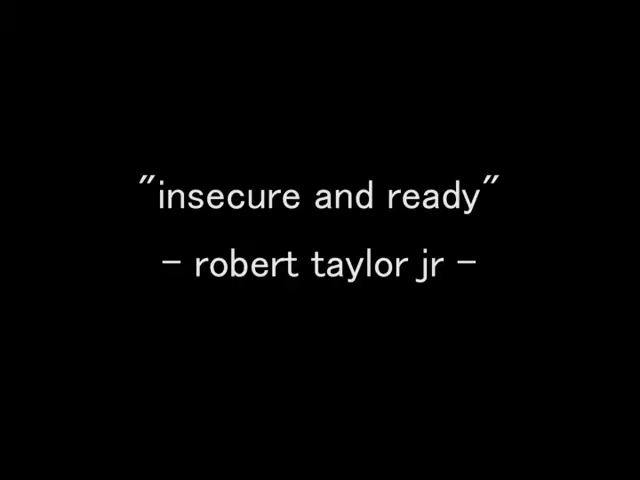 "insecure and ready"
- robert taylor jr -